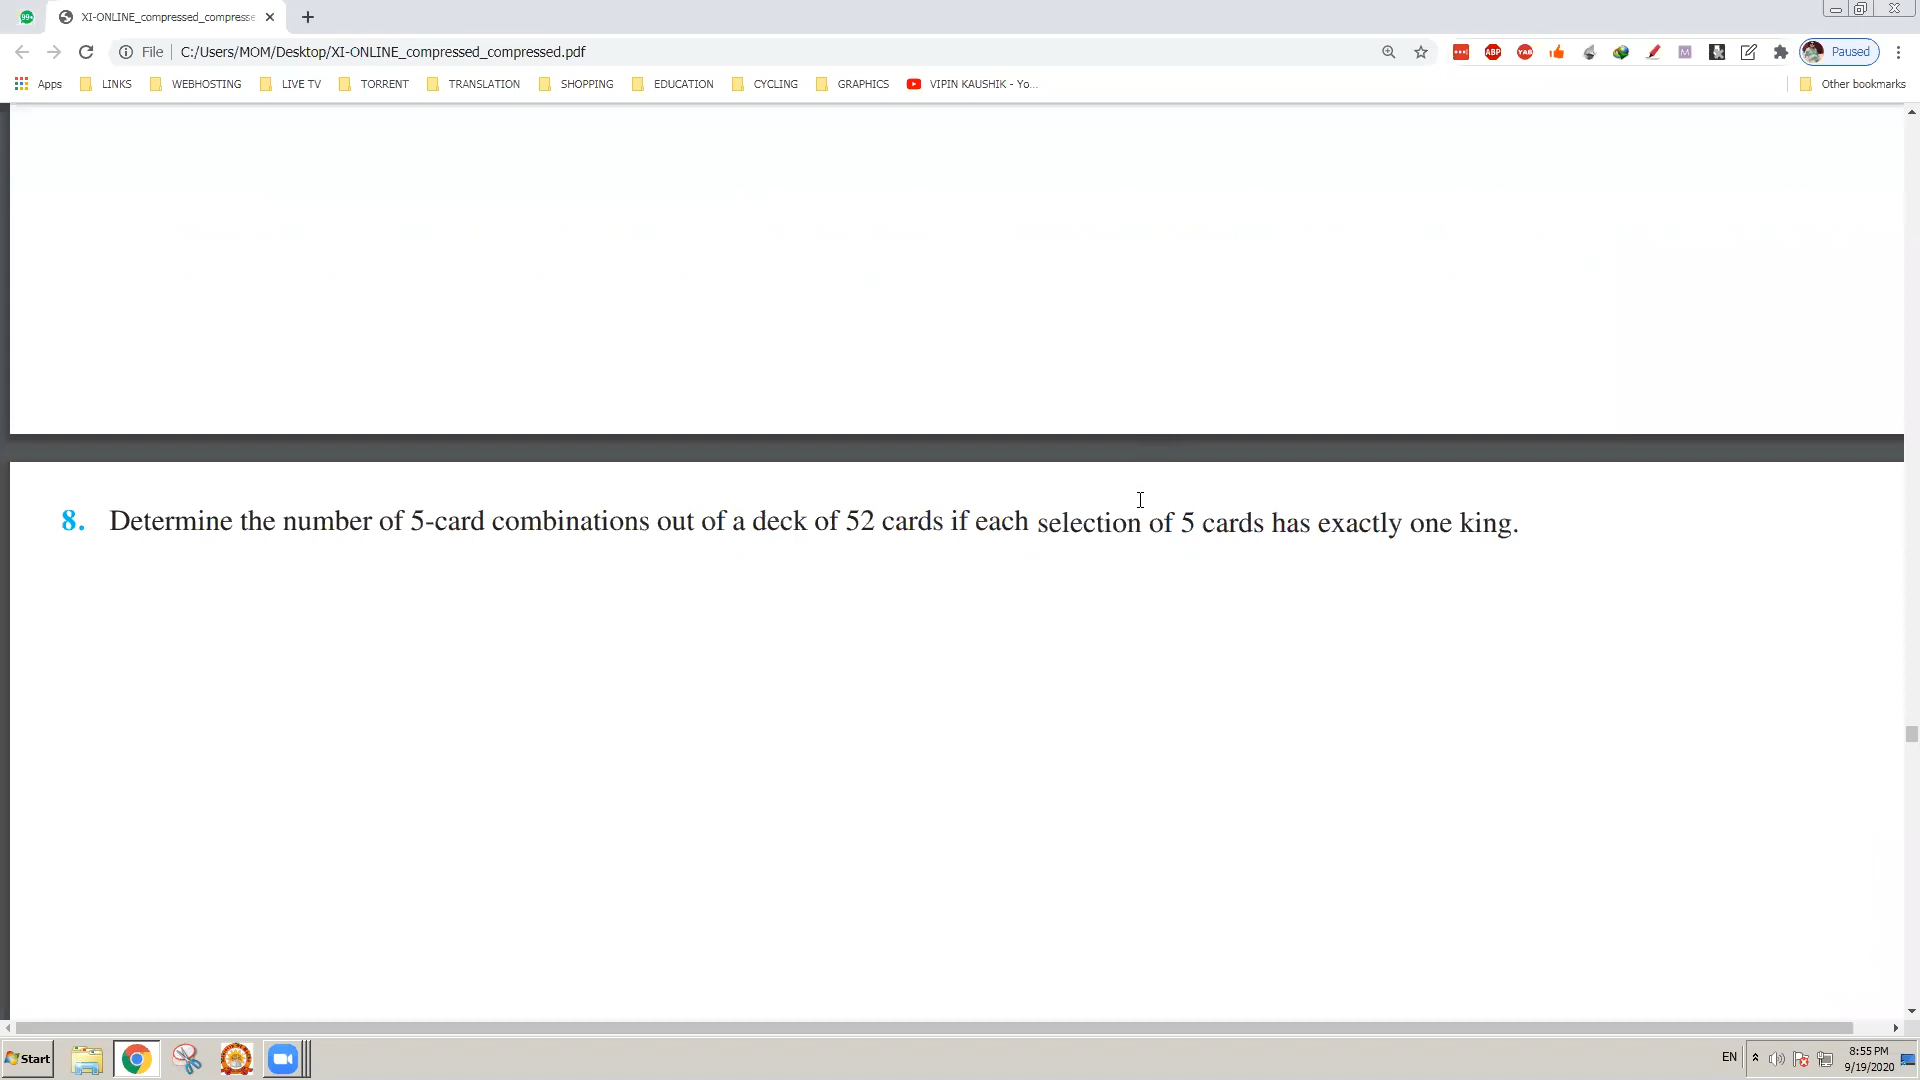 99+
XI-ONLINE_compressed_compresse
File
C:/Users/MOM/Desktop/XI-ONLINE_compressed_compressed.pdf
ABP
YAB
M
Paused
Apps
LINKS
WEBHOSTING
LIVE TV
TORRENT
TRANSLATION
SHOPPING
EDUCATION
CYCLING
GRAPHICS
VIPIN KAUSHIK - Yo...
Other bookmarks
8. Determine the number of 5-card combinations out of a deck of 52 cards if each selection of 5 cards has exactly one king.
Start
EN
8:55 PM
9/19/2020